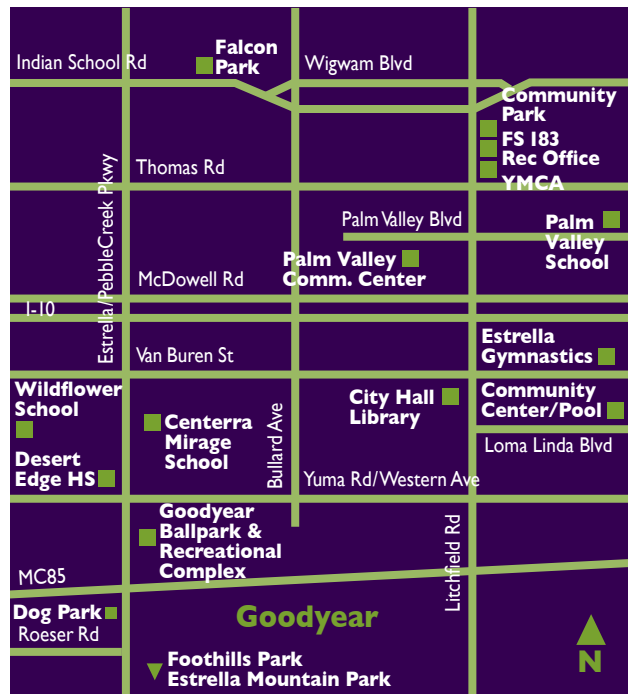 Falcon
Park
Indian School Rd
Wigwam Blvd
Community
Park
FS 183
Rec Office
YMCA
Thomas Rd
Estrella/PebbleCreek Pkwy
Palm Valley Blvd
Palm
Valley
School
Palm Valley
Comm. Center
McDowell Rd
I-10
Van Buren St
Estrella
Gymnastics
Wildflower
School
Centerra
Mirage
School
Bullard Ave
City Hall
Library
Community
Center/Pool
Loma Linda Blvd
Desert
Edge HS
Yuma Rd/Western Ave
Goodyear
Ballpark &
Recreational
Complex
Litchfield Rd
MC85
Dog Park
Roeser Rd
Goodyear
Foothills Park
Estrella Mountain Park
N